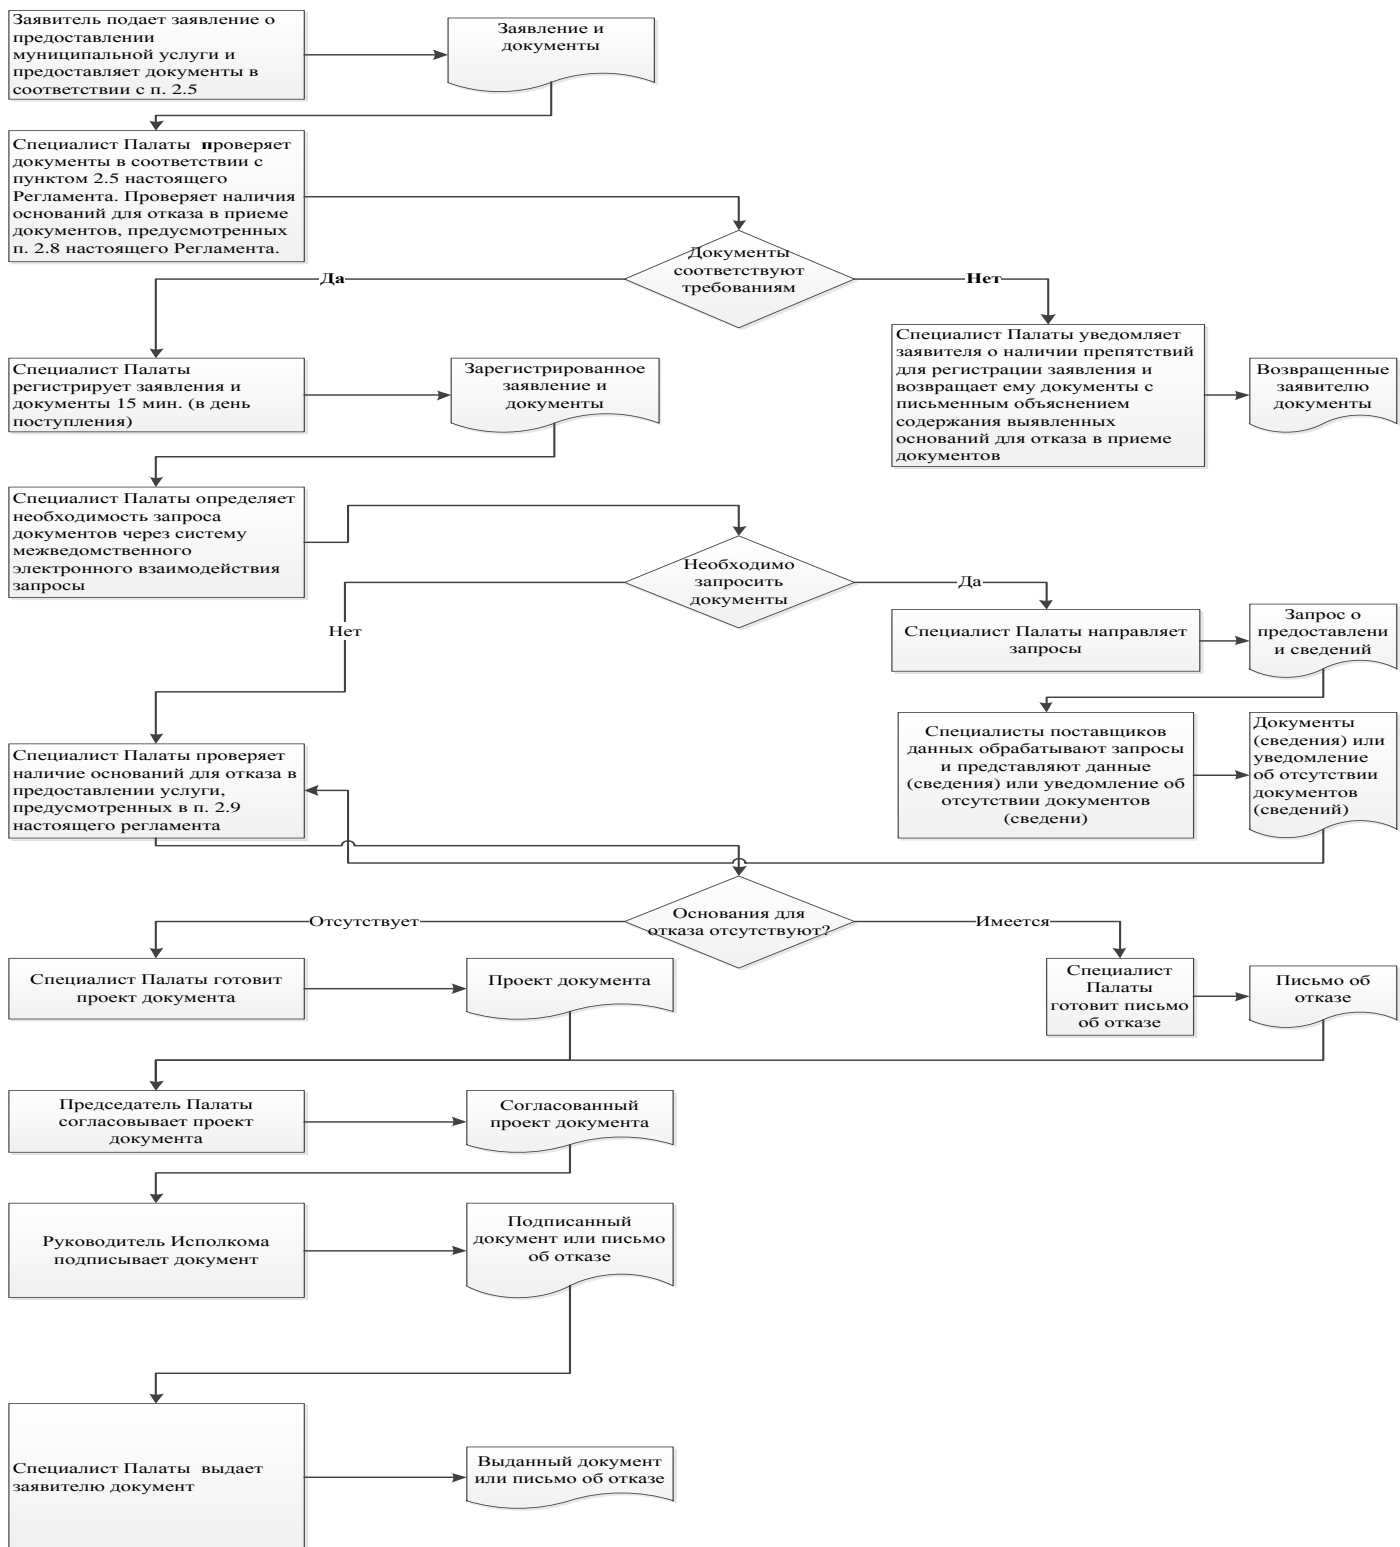 Заявитель подает заявление о
предоставлении
муниципальной услуги и
предоставляет документы в
соответствии с п. 2.5
Заявление и
документы
Специалист Палаты проверяет
документы в соответствии с
пунктом 2.5 настоящего
Регламента. Проверяет наличия
оснований для отказа в приеме
документов, предусмотренных
п. 2.8 настоящего Регламента.
Документы
соответствуют
требованиям
Да
Нет
Специалист Палаты
регистрирует заявления и
документы 15 мин. (в день
поступления)
Зарегистрированное
заявление и
документы
Специалист Палаты уведомляет
заявителя о наличии препятствий
для регистрации заявления и
возвращает ему документы с
письменным объяснением
содержания выявленных
оснований для отказа в приеме
документов
Возвращенные
заявителю
документы
Специалист Палаты определяет
необходимость запроса
документов через систему
межведомственного
электронного взаимодействия
запросы
Необходимо
запросить
документы
Да
Нет
Специалист Палаты направляет
запросы
Запрос о
предоставлени
и сведений
Специалисты поставщиков
данных обрабатывают запросы
и представляют данные
(сведения) или уведомление об
отсутствии документов
(сведени)
Документы
(сведения) или
уведомление
об отсутствии
документов
(сведений)
Специалист Палаты проверяет
наличие оснований для отказа в
предоставлении услуги,
предусмотренных в п. 2.9
настоящего регламента
Основания для
отказа отсутствуют?
Отсутствует
Имеется
Специалист Палаты готовит
проект документа
Проект документа
Специалист
Палаты
готовит письмо
об отказе
Письмо об
отказе
Председатель Палаты
согласовывает проект
документа
Согласованный
проект документа
Руководитель Исполкома
подписывает документ
Подписанный
документ или письмо
об отказе
Специалист Палаты выдает
заявителю документ
Выданный документ
или письмо об отказе